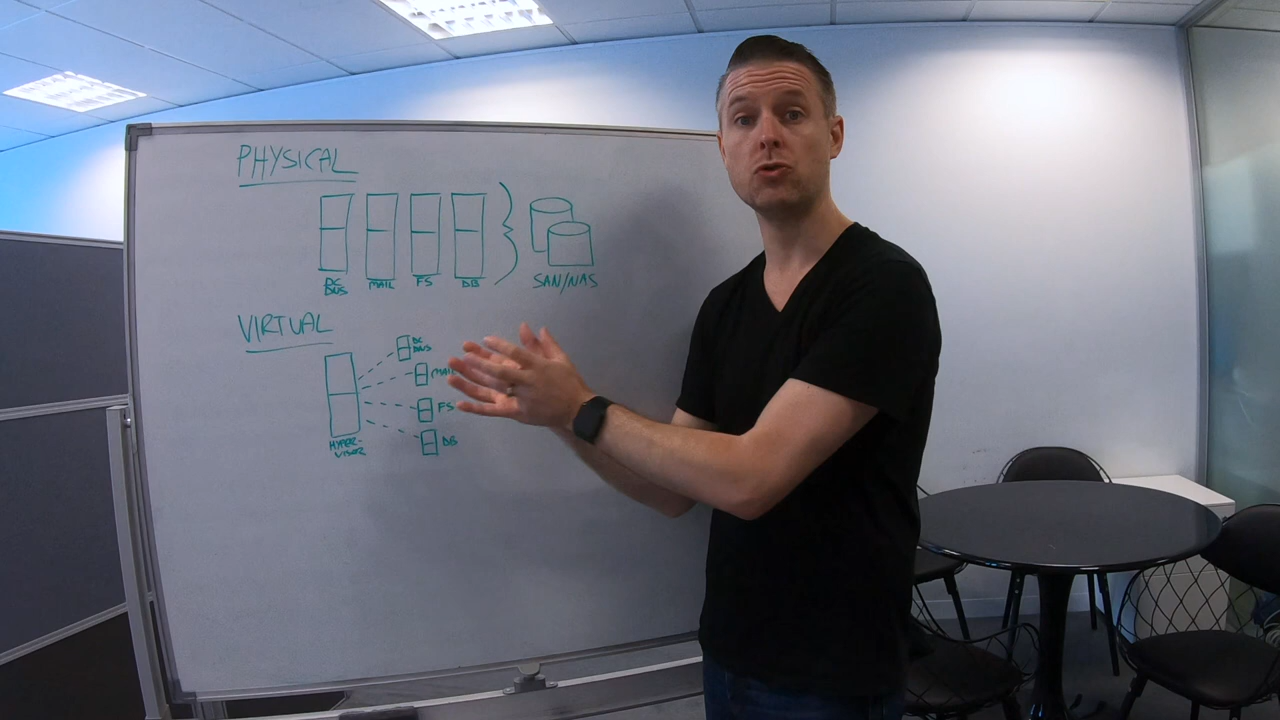 PHYSICAL
DC
DNS
MAIL
FS
DB
SAN/NAS
VIRTUAL
DC
DNS
MAIL
FS
DB
HYPER-
VISOR